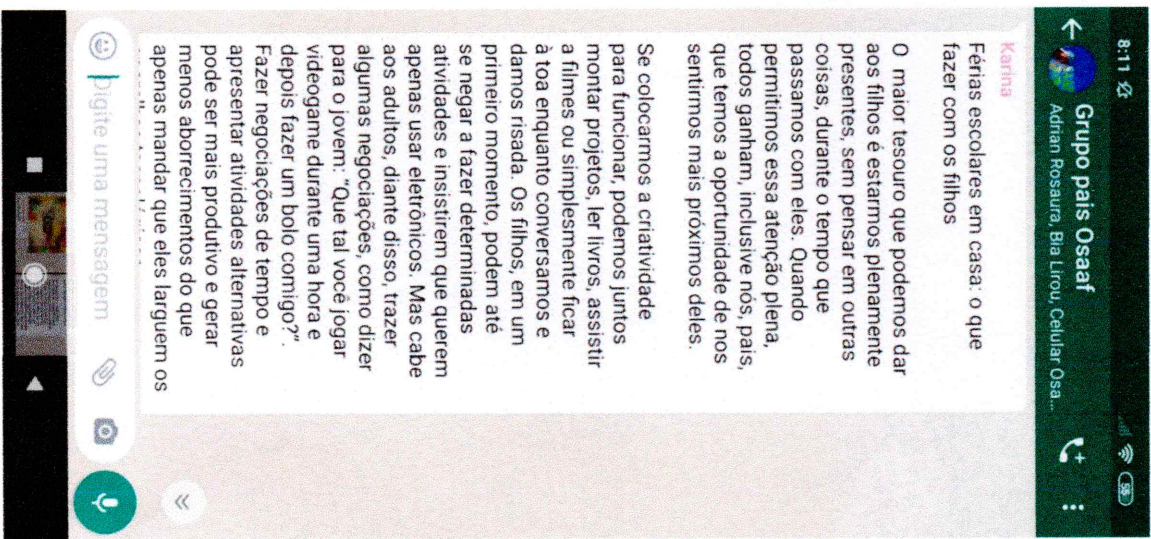 8:11
58
Grupo pais Osaaf
Adrian Rosaura, Bia Lirou, Celular Osa...
Karina
Férias escolares em casa: o que
fazer com os filhos
O maior tesouro que podemos dar
aos filhos é estarmos plenamente
presentes, sem pensar em outras
coisas, durante o tempo que
passamos com eles. Quando
permitimos essa atenção plena,
todos ganham, inclusive nós, pais,
que temos a oportunidade de nos
sentirmos mais próximos deles.
Se colocarmos a criatividade
para funcionar, podemos juntos
montar projetos, ler livros, assistir
a filmes ou simplesmente ficar
à toa enquanto conversamos e
damos risada. Os filhos, em um
primeiro momento, podem até
se negar a fazer determinadas
atividades e insistirem que querem
apenas usar eletrônicos. Mas cabe
aos adultos, diante disso, trazer
algumas negociações, como dizer
para o jovem: "Que tal você jogar
videogame durante uma hora e
depois fazer um bolo comigo?".
Fazer negociações de tempo e
apresentar atividades alternativas
pode ser mais produtivo e gerar
menos aborrecimentos do que
apenas mandar que eles larguem os
Digite uma mensagem